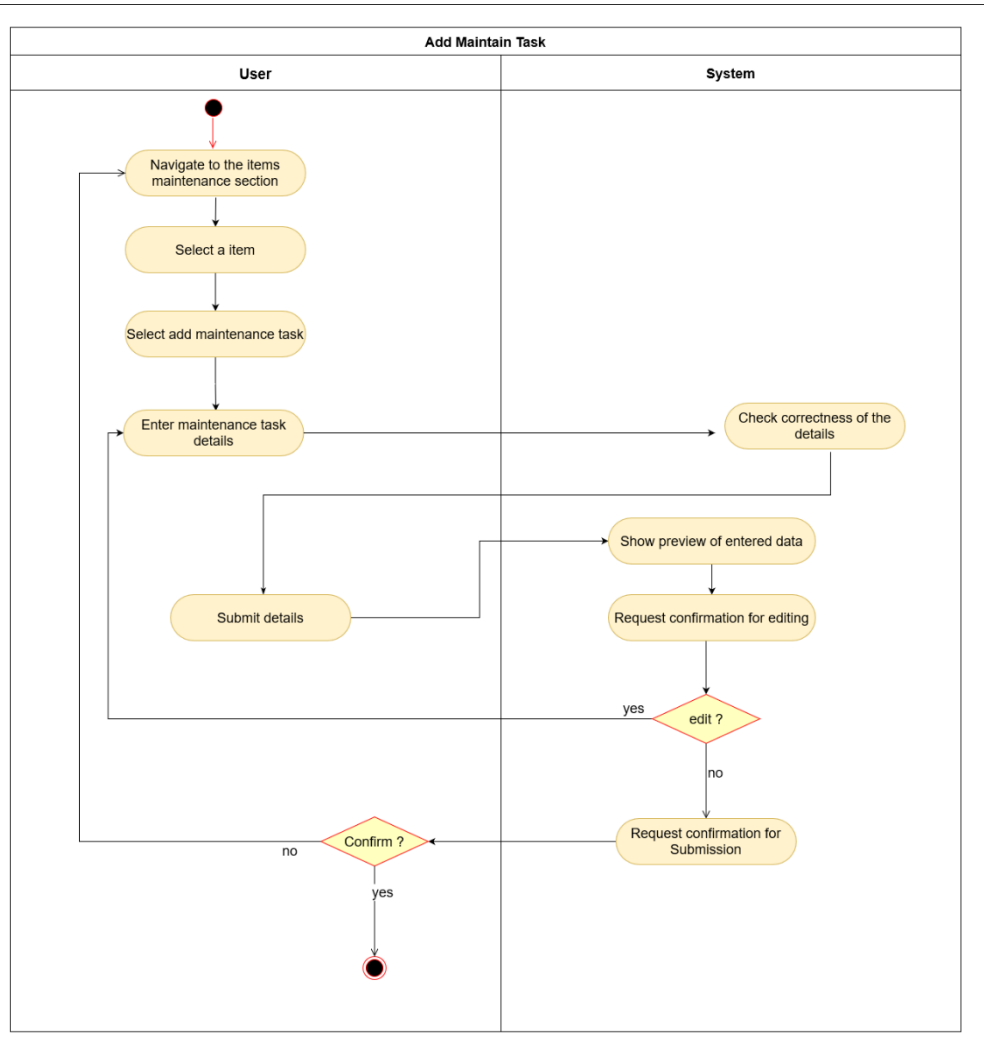 Add Maintain Task
User
System
Navigate to the items
maintenance section
Select a item
Select add maintenance task
Enter maintenance task
details
Check correctness of the
details
Show preview of entered data
Submit details
Request confirmation for editing
yes
edit ?
no
Request confirmation for
Submission
Confirm ?
no
yes